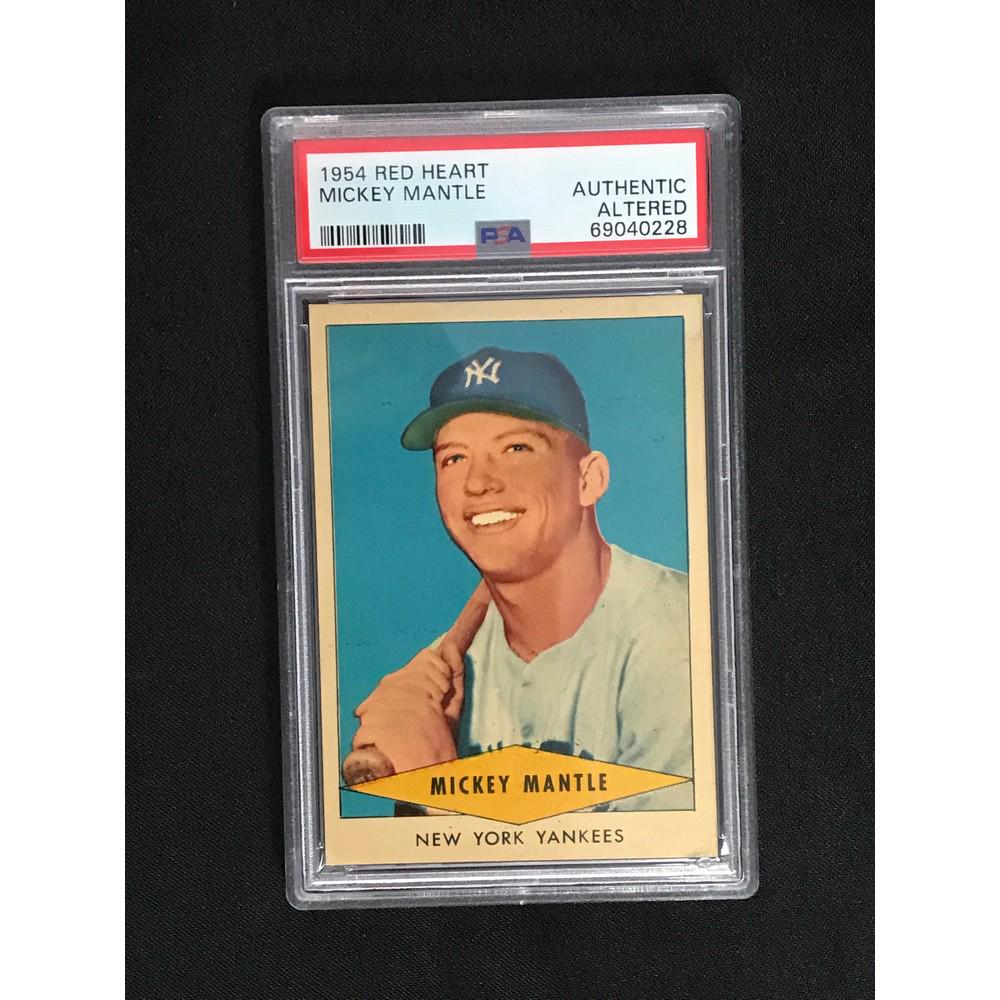 1954 RED HEART
MICKEY MANTLE
AUTHENTIC
ALTERED
PSA
69040228
NY
MICKEY MANTLE
NEW YORK YANKEES